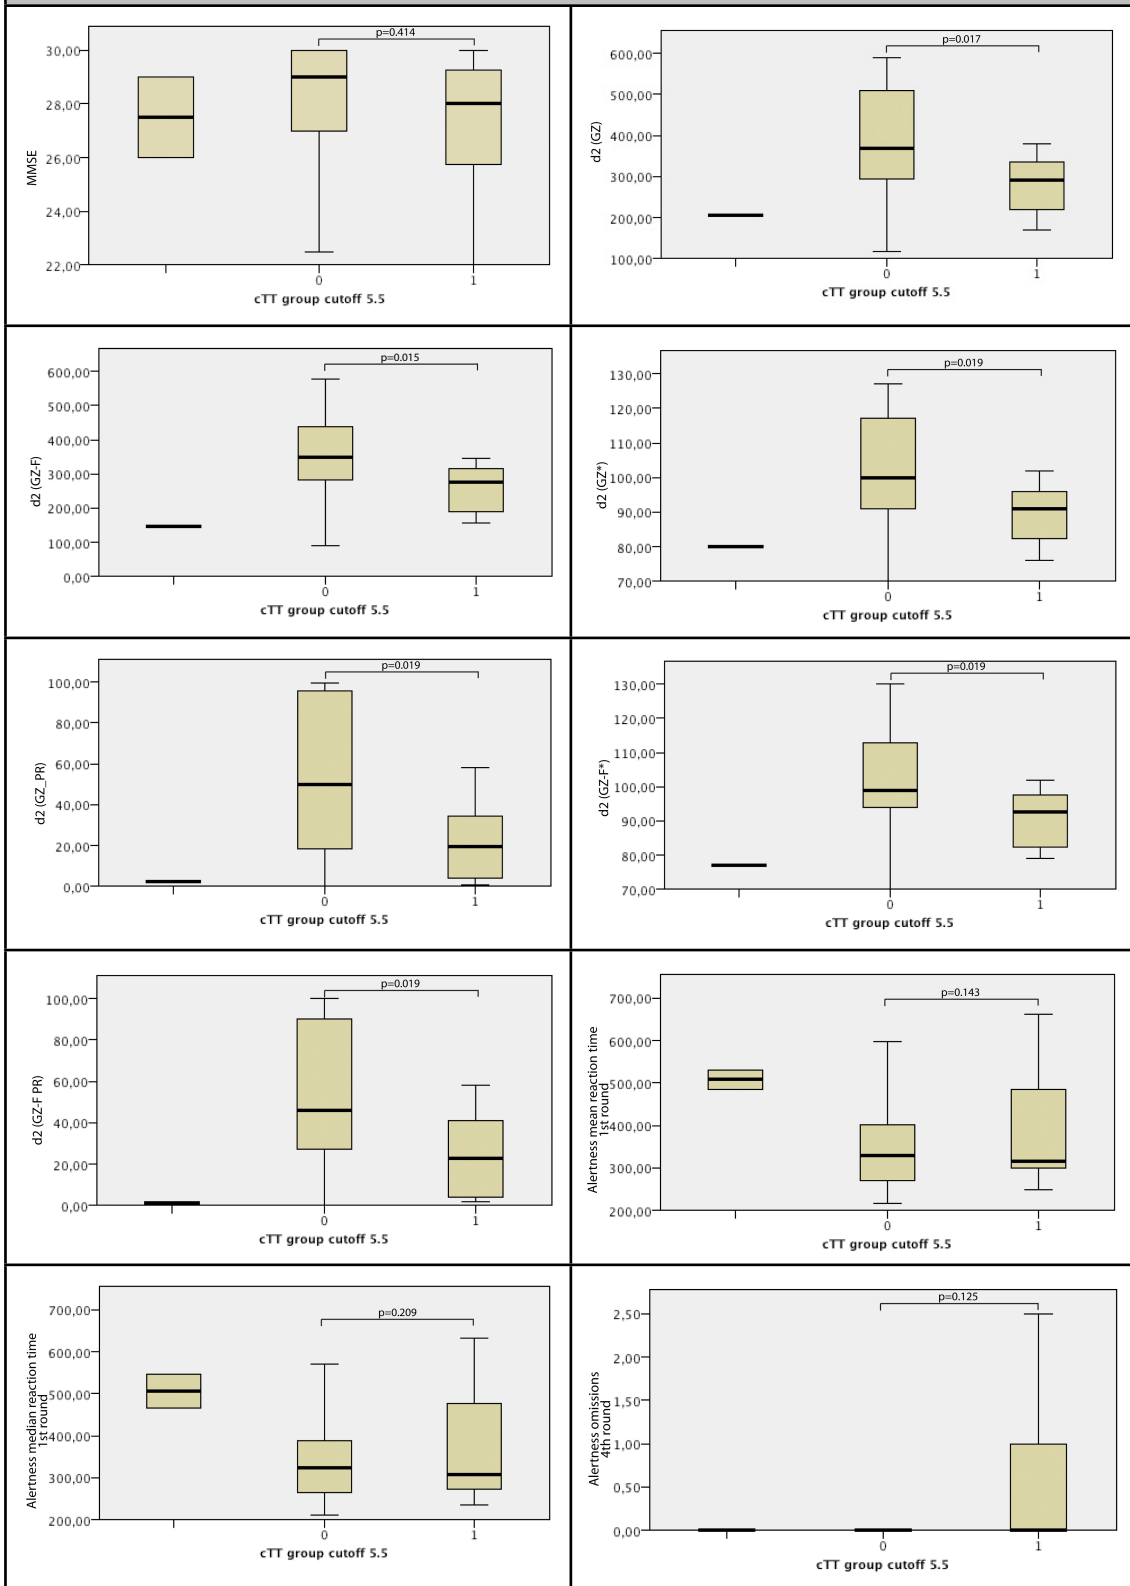 p=0.414
30,00
28,00
26,00
24,00
22,00
MMSE
0 1
cTT group cutoff 5.5
p=0.017
600,00
500,00
400,00
300,00
200,00
100,00
d2 (GZ)
0 1
cTT group cutoff 5.5
p=0.015
600,00
500,00
400,00
300,00
200,00
100,00
0,00
d2 (GZ-F)
0 1
cTT group cutoff 5.5
p=0.019
130,00
120,00
110,00
100,00
90,00
80,00
70,00
d2 (GZ*)
0 1
cTT group cutoff 5.5
p=0.019
100,00
80,00
60,00
40,00
20,00
0,00
d2 (GZ_PR)
0 1
cTT group cutoff 5.5
p=0.019
130,00
120,00
110,00
100,00
90,00
80,00
70,00
d2 (GZ-F*)
0 1
cTT group cutoff 5.5
p=0.019
100,00
80,00
60,00
40,00
20,00
0,00
d2 (GZ-F PR)
0 1
cTT group cutoff 5.5
p=0.143
700,00
600,00
500,00
400,00
300,00
200,00
Alertness mean reaction time
1st round
0 1
cTT group cutoff 5.5
p=0.209
700,00
600,00
500,00
400,00
300,00
200,00
Alertness median reaction time
1st round
0 1
cTT group cutoff 5.5
p=0.125
2,50
2,00
1,50
1,00
0,50
0,00
Alertness omissions
4th round
0 1
cTT group cutoff 5.5